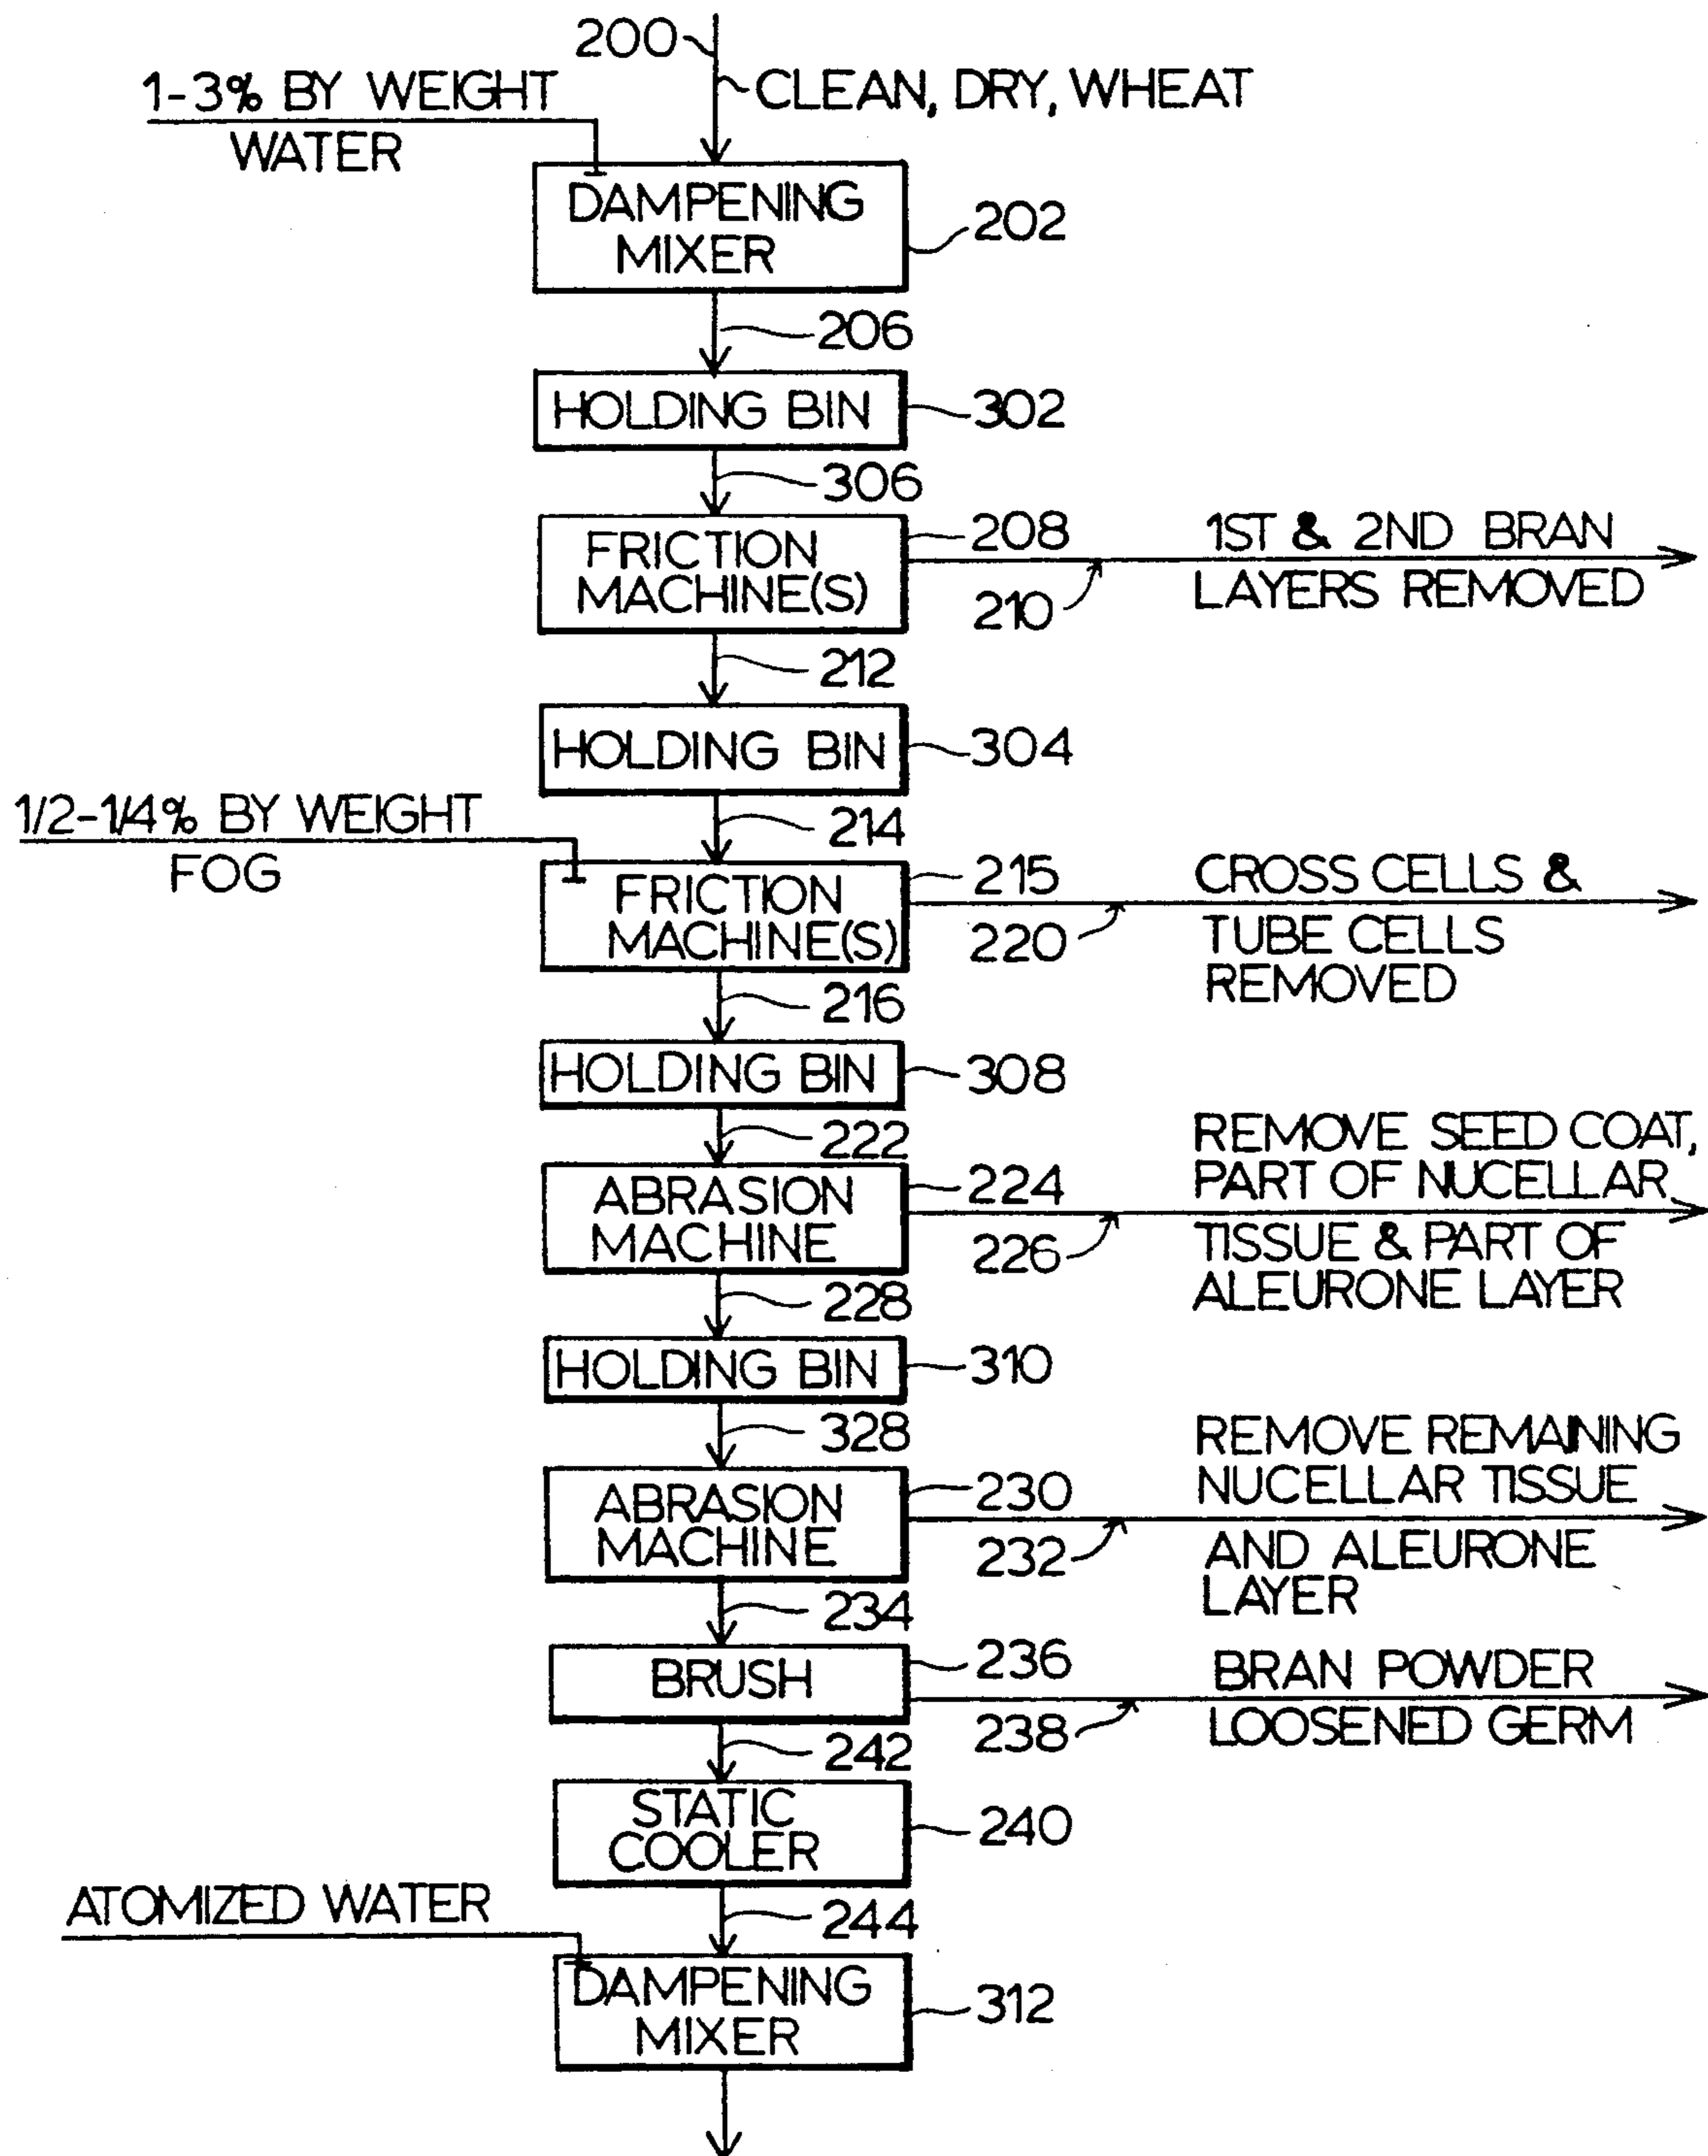 200
CLEAN, DRY, WHEAT
1-3% BY WEIGHT
WATER
DAMPENING
MIXER
202
206
HOLDING BIN
302
306
FRICTION
MACHINE(S)
208
210
1ST & 2ND BRAN
LAYERS REMOVED
212
HOLDING BIN
304
214
1/2-1/4% BY WEIGHT
FOG
FRICTION
MACHINE(S)
215
220
CROSS CELLS &
TUBE CELLS
REMOVED
216
HOLDING BIN
308
222
ABRASION
MACHINE
224
226
REMOVE SEED COAT,
PART OF NUCELLAR
TISSUE & PART OF
ALEURONE LAYER
228
HOLDING BIN
310
328
ABRASION
MACHINE
230
232
REMOVE REMAINING
NUCELLAR TISSUE
AND ALEURONE
LAYER
234
BRUSH
236
238
BRAN POWDER
LOOSENED GERM
242
STATIC
COOLER
240
244
ATOMIZED WATER
DAMPENING
MIXER
312